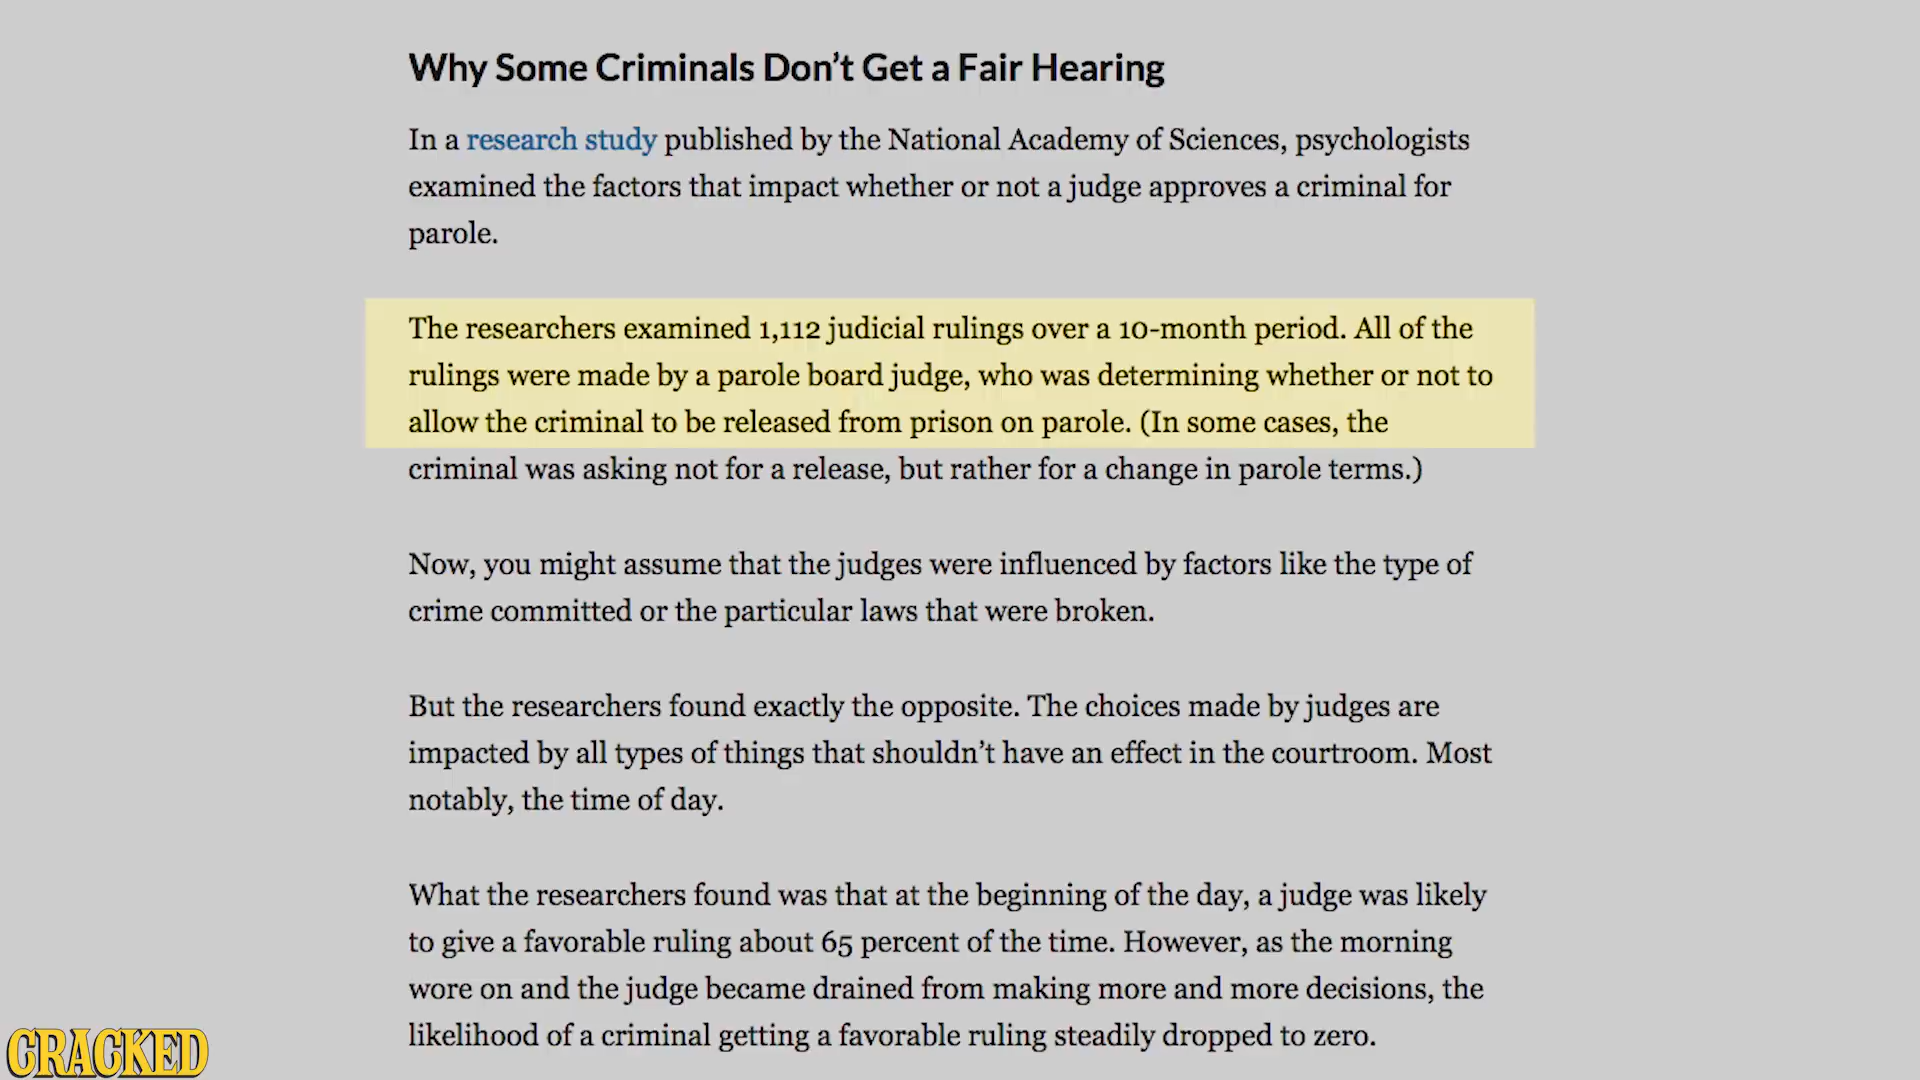 Why Some Criminals Don’t Get a Fair Hearing
In a research study published by the National Academy of Sciences, psychologists
examined the factors that impact whether or not a judge approves a criminal for
parole.
The researchers examined 1,112 judicial rulings over a 10-month period. All of the
rulings were made by a parole board judge, who was determining whether or not to
allow the criminal to be released from prison on parole. (In some cases, the
criminal was asking not for a release, but rather for a change in parole terms.)
Now, you might assume that the judges were influenced by factors like the type of
crime committed or the particular laws that were broken.
But the researchers found exactly the opposite. The choices made by judges are
impacted by all types of things that shouldn’t have an effect in the courtroom. Most
notably, the time of day.
What the researchers found was that at the beginning of the day, a judge was likely
to give a favorable ruling about 65 percent of the time. However, as the morning
wore on and the judge became drained from making more and more decisions, the
likelihood of a criminal getting a favorable ruling steadily dropped to zero.
CRACKED